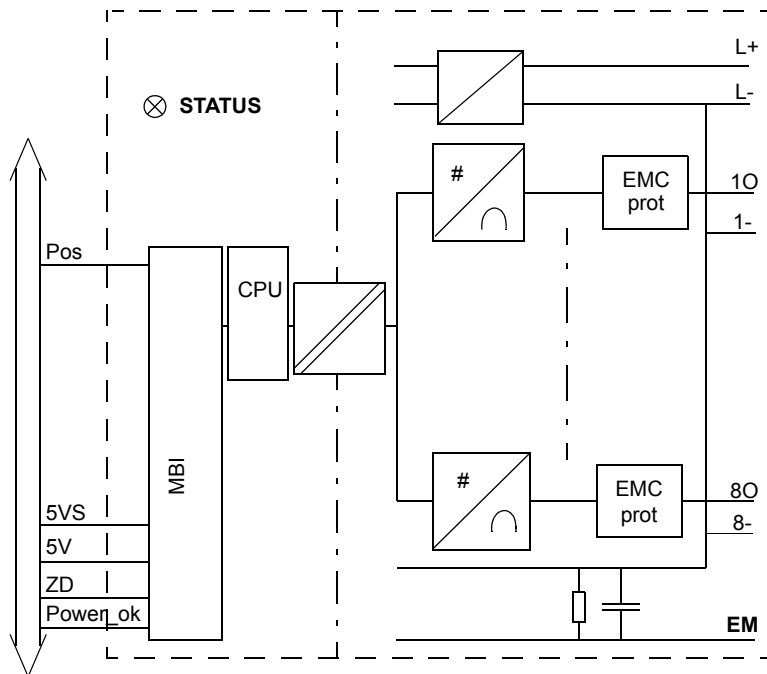 L+
STATUS
L-
#
EMC
prot
1O
1-
Pos
CPU
MBI
#
EMC
prot
8O
8-
5VS
5V
ZD
Power_ok
EM